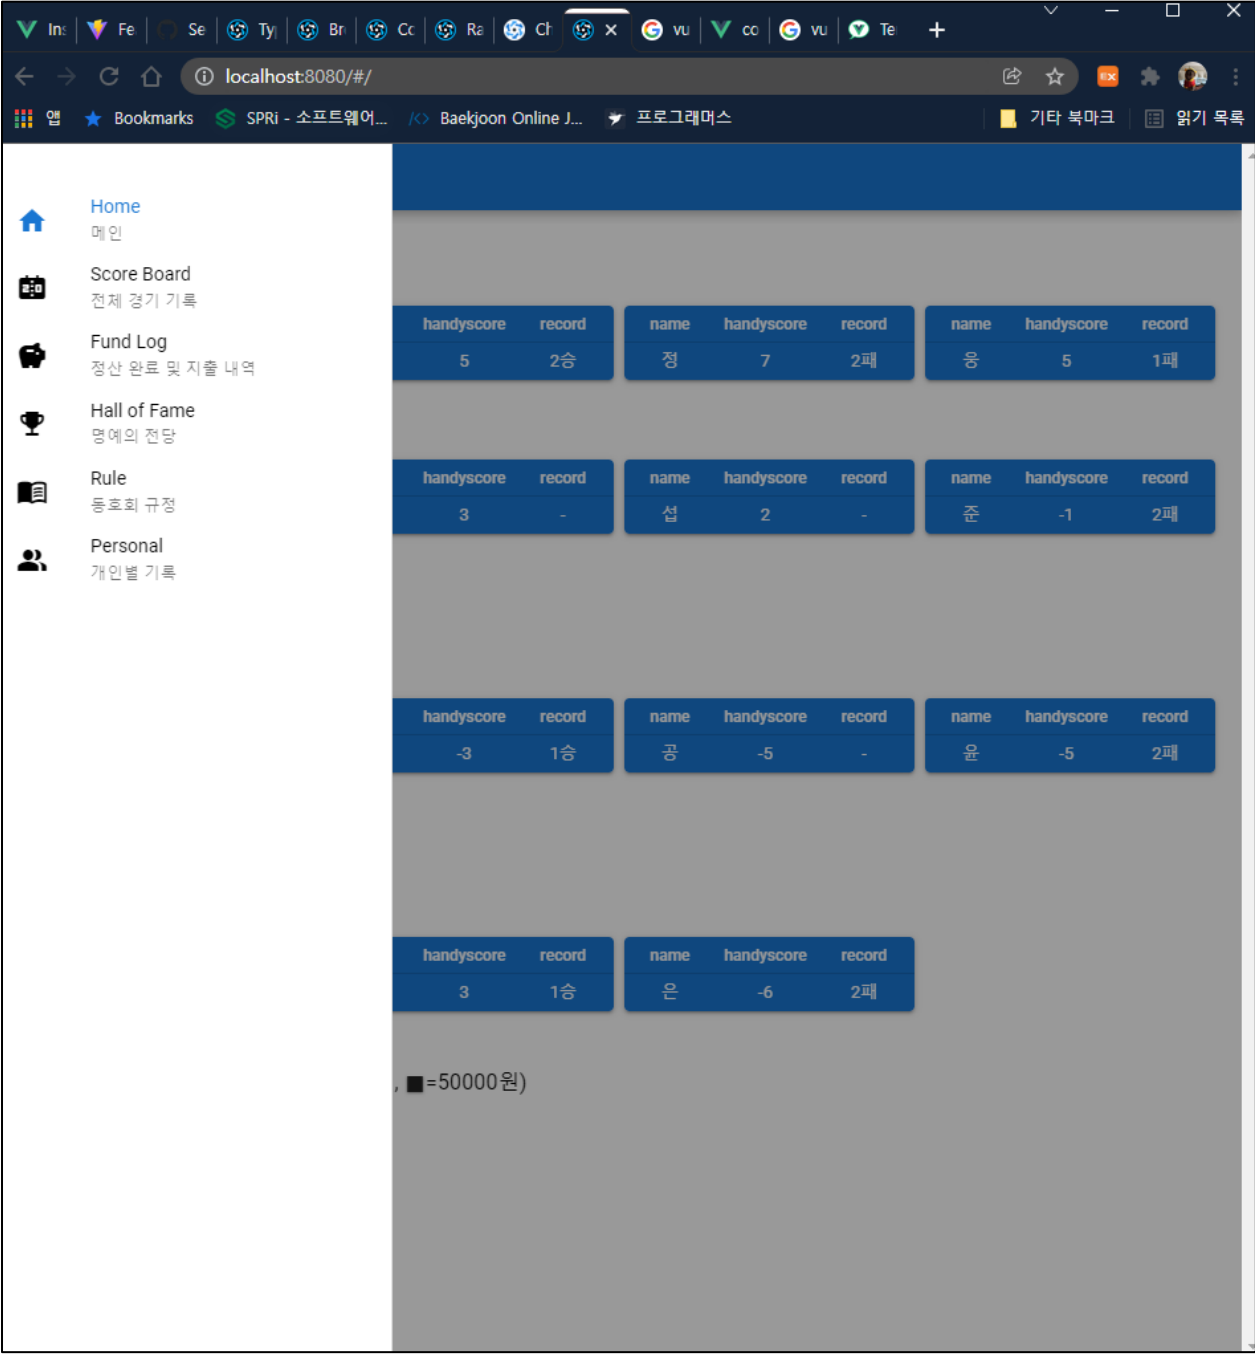 Ins Fe Se Ty Br Co Ra Ch vu co vu Te
localhost:8080/#/
EX
앱 Bookmarks SPRi - 소프트웨어... Baekjoon Online J... 프로그래머스 기타 북마크 읽기 목록
Home
메인
Score Board
전체 경기 기록
Fund Log
정산 완료 및 지출 내역
Hall of Fame
명예의 전당
Rule
동호회 규정
Personal
개인별 기록
handyscore record name handyscore record name handyscore record
5 2승 정 7 2패 웅 5 1패
handyscore record name handyscore record name handyscore record
3 - 섭 2 - 준 -1 2패
handyscore record name handyscore record name handyscore record
-3 1승 공 -5 - 윤 -5 2패
handyscore record name handyscore record
3 1승 은 -6 2패
, ■=50000원)